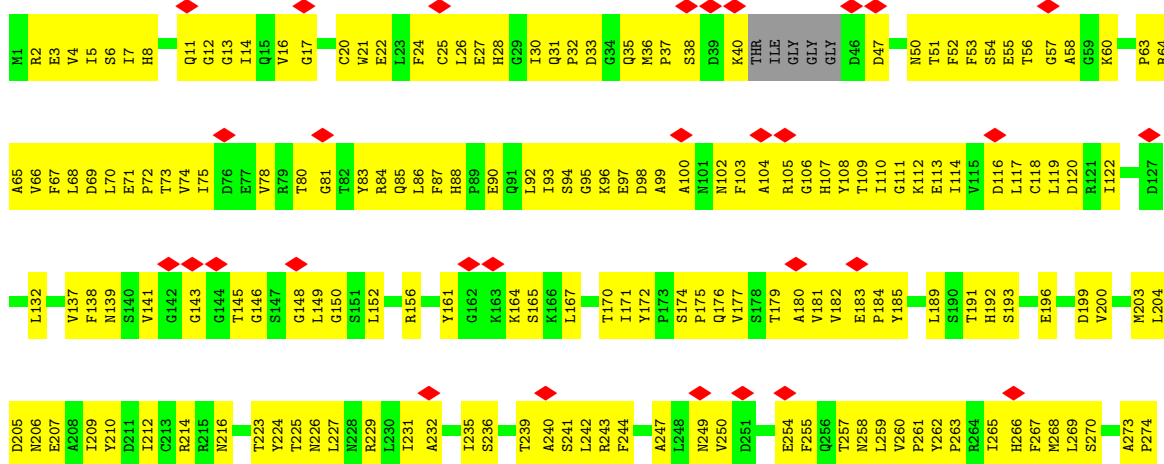 M1 R2 E3 V4 I5 S6 I7 H8 Q11 G12 G13 I14 Q15 V16 G17 C20 W21 E22 L23 F24 C25 L26 E27 H28 G29 I30 Q31 P32 D33 G34 Q35 M36 P37 S38 D39 K40 THR ILE GLY GLY GLY D46 D47 N50 T51 F52 F53 S54 E55 T56 G57 A58 G59 K60 P63 R64
A65 V66 F67 L68 D69 L70 E71 P72 T73 V74 I75 D76 E77 V78 R79 T80 G81 T82 Y83 R84 Q85 L86 F87 H88 P89 E90 Q91 L92 I93 S94 G95 K96 E97 D98 A99 A100 N101 N102 F103 A104 R105 G106 H107 Y108 T109 I110 G111 K112 E113 I114 V115 D116 L117 C118 L119 D120 R121 I122 D127
L132 V137 F138 N139 S140 V141 G142 G143 G144 T145 G146 S147 G148 L149 G150 S151 L152 R156 Y161 G162 K163 K164 S165 K166 L167 T170 I171 Y172 P173 S174 P175 Q176 V177 S178 T179 A180 V181 V182 E183 P184 Y185 L189 S190 T191 H192 S193 E196 D199 V200 M203 L204
D205 N206 E207 A208 I209 Y210 D211 I212 C213 R214 R215 N216 T223 Y224 T225 N226 L227 N228 R229 L230 I231 A232 I235 S236 T239 A240 S241 L242 R243 F244 A247 L248 N249 V250 D251 E254 F255 Q256 T257 N258 L259 V260 P261 Y262 P263 R264 I265 H266 F267 M268 L269 S270 A273 P274